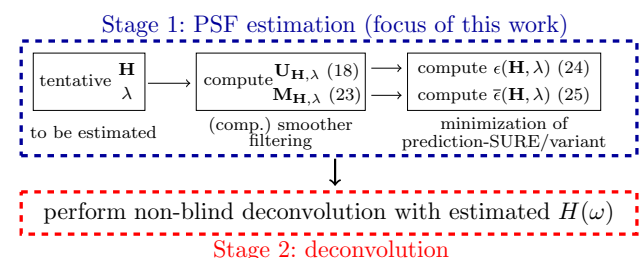 Stage 1: PSF estimation (focus of this work)
tentative H λ
compute U_{H,λ} (18)
M_{H,λ} (23)
compute ϵ(H, λ) (24)
compute ϵ̅(H, λ) (25)
to be estimated
(comp.) smoother
filtering
minimization of
prediction-SURE/variant
perform non-blind deconvolution with estimated H(ω)
Stage 2: deconvolution